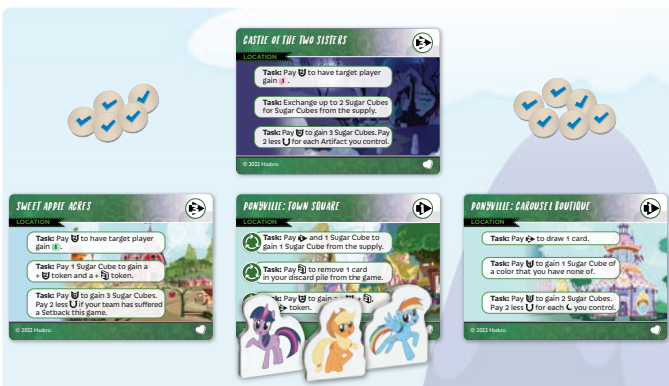 CASTLE OF THE TWO SISTERS
LOCATION
Task: Pay to have target player
gain 1.
Task: Exchange up to 2 Sugar Cubes
for Sugar Cubes from the supply.
Task: Pay to gain 3 Sugar Cubes. Pay
2 less for each Artifact you control.
© 2022 Hasbro.
SWEET APPLE ACRES
LOCATION
Task: Pay to have target player
gain 1.
Task: Pay 1 Sugar Cube to gain a
+ token and a + token.
Task: Pay to gain 3 Sugar Cubes.
Pay 2 less if your team has suffered
a Setback this game.
© 2022 Hasbro.
PONYVILLE: TOWN SQUARE
LOCATION
Task: Pay and 1 Sugar Cube to
gain 1 Sugar Cube from the supply.
Task: Pay to remove 1 card
in your discard pile from the game.
Task: Pay to gain
token.
PONYVILLE: CAROUSEL BOUTIQUE
LOCATION
Task: Pay to draw 1 card.
Task: Pay to gain 1 Sugar Cube of
a color that you have none of.
Task: Pay to gain 2 Sugar Cubes.
Pay 2 less for each you control.
© 2022 Hasbro.